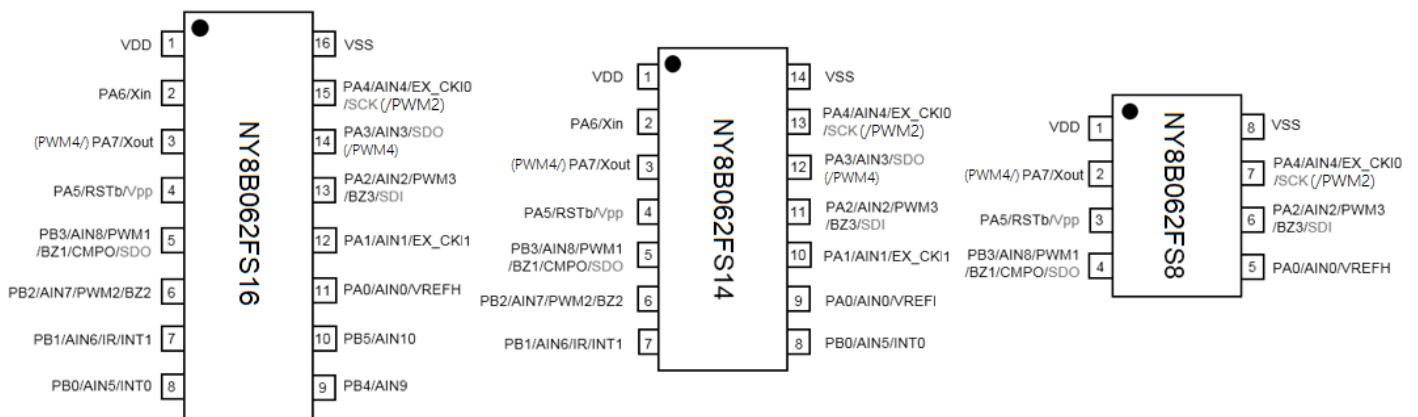 VDD 1
PA6/Xin 2
(PWM4/) PA7/Xout 3
PA5/RSTb/Vpp 4
PB3/AIN8/PWM1 5
/BZ1/CMPO/SDO
PB2/AIN7/PWM2/BZ2 6
PB1/AIN6/IR/INT1 7
PB0/AIN5/INT0 8
NY8B062FS16
16 VSS
15 PA4/AIN4/EX_CKI0
/SCK(/PWM2)
14 PA3/AIN3/SDO
(/PWM4)
13 PA2/AIN2/PWM3
/BZ3/SDI
12 PA1/AIN1/EX_CKI1
11 PA0/AIN0/VREFH
10 PB5/AIN10
9 PB4/AIN9
VDD 1
PA6/Xin 2
(PWM4/) PA7/Xout 3
PA5/RSTb/Vpp 4
PB3/AIN8/PWM1 5
/BZ1/CMPO/SDO
PB2/AIN7/PWM2/BZ2 6
PB1/AIN6/IR/INT1 7
NY8B062FS14
14 VSS
13 PA4/AIN4/EX_CKI0
/SCK(/PWM2)
12 PA3/AIN3/SDO
(/PWM4)
11 PA2/AIN2/PWM3
/BZ3/SDI
10 PA1/AIN1/EX_CKI1
9 PA0/AIN0/VREFI
8 PB0/AIN5/INT0
VDD 1
(PWM4/) PA7/Xout 2
PA5/RSTb/Vpp 3
PB3/AIN8/PWM1 4
/BZ1/CMPO/SDO
NY8B062FS8
8 VSS
7 PA4/AIN4/EX_CKI0
/SCK(/PWM2)
6 PA2/AIN2/PWM3
/BZ3/SDI
5 PA0/AIN0/VREFH